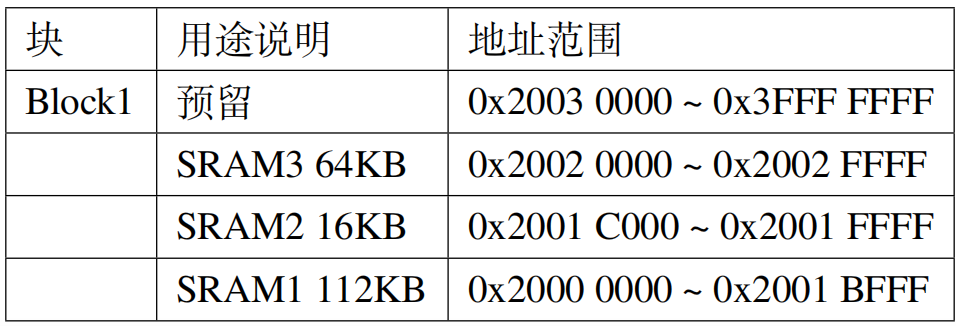 块 用途说明 地址范围
Block1 预留 0x2003 0000 ~ 0x3FFF FFFF
SRAM3 64KB 0x2002 0000 ~ 0x2002 FFFF
SRAM2 16KB 0x2001 C000 ~ 0x2001 FFFF
SRAM1 112KB 0x2000 0000 ~ 0x2001 BFFF